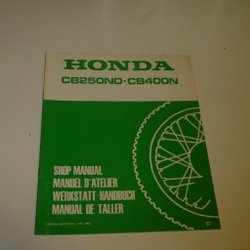 HONDA
CB250ND·CB400N
SHOP MANUAL
MANUEL D'ATELIER
WERKSTATT HANDBUCH
MANUAL DE TALLER